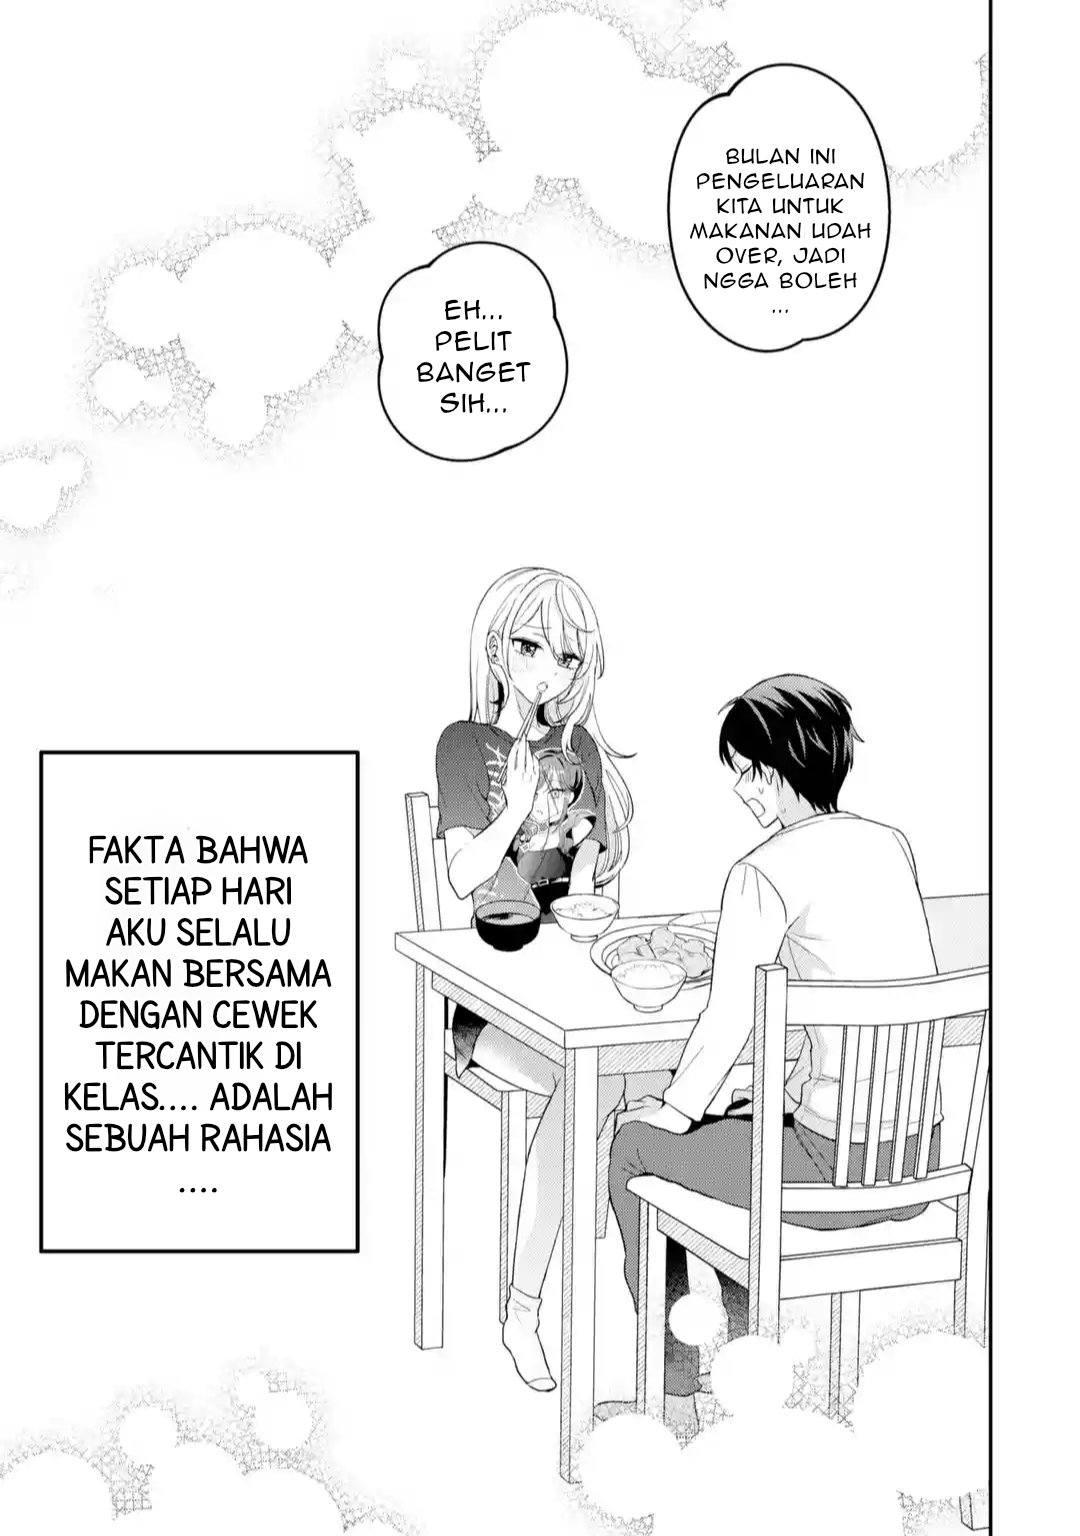 BULAN INI
PENGELUARAN
KITA UNTUK
MAKANAN UDAH
OVER, JADI
NGGA BOLEH
...
EH...
PELIT
BANGET
SIH...
FAKTA BAHWA
SETIAP HARI
AKU SELALU
MAKAN BERSAMA
DENGAN CEWEK
TERCANTIK DI
KELAS.... ADALAH
SEBUAH RAHASIA
....